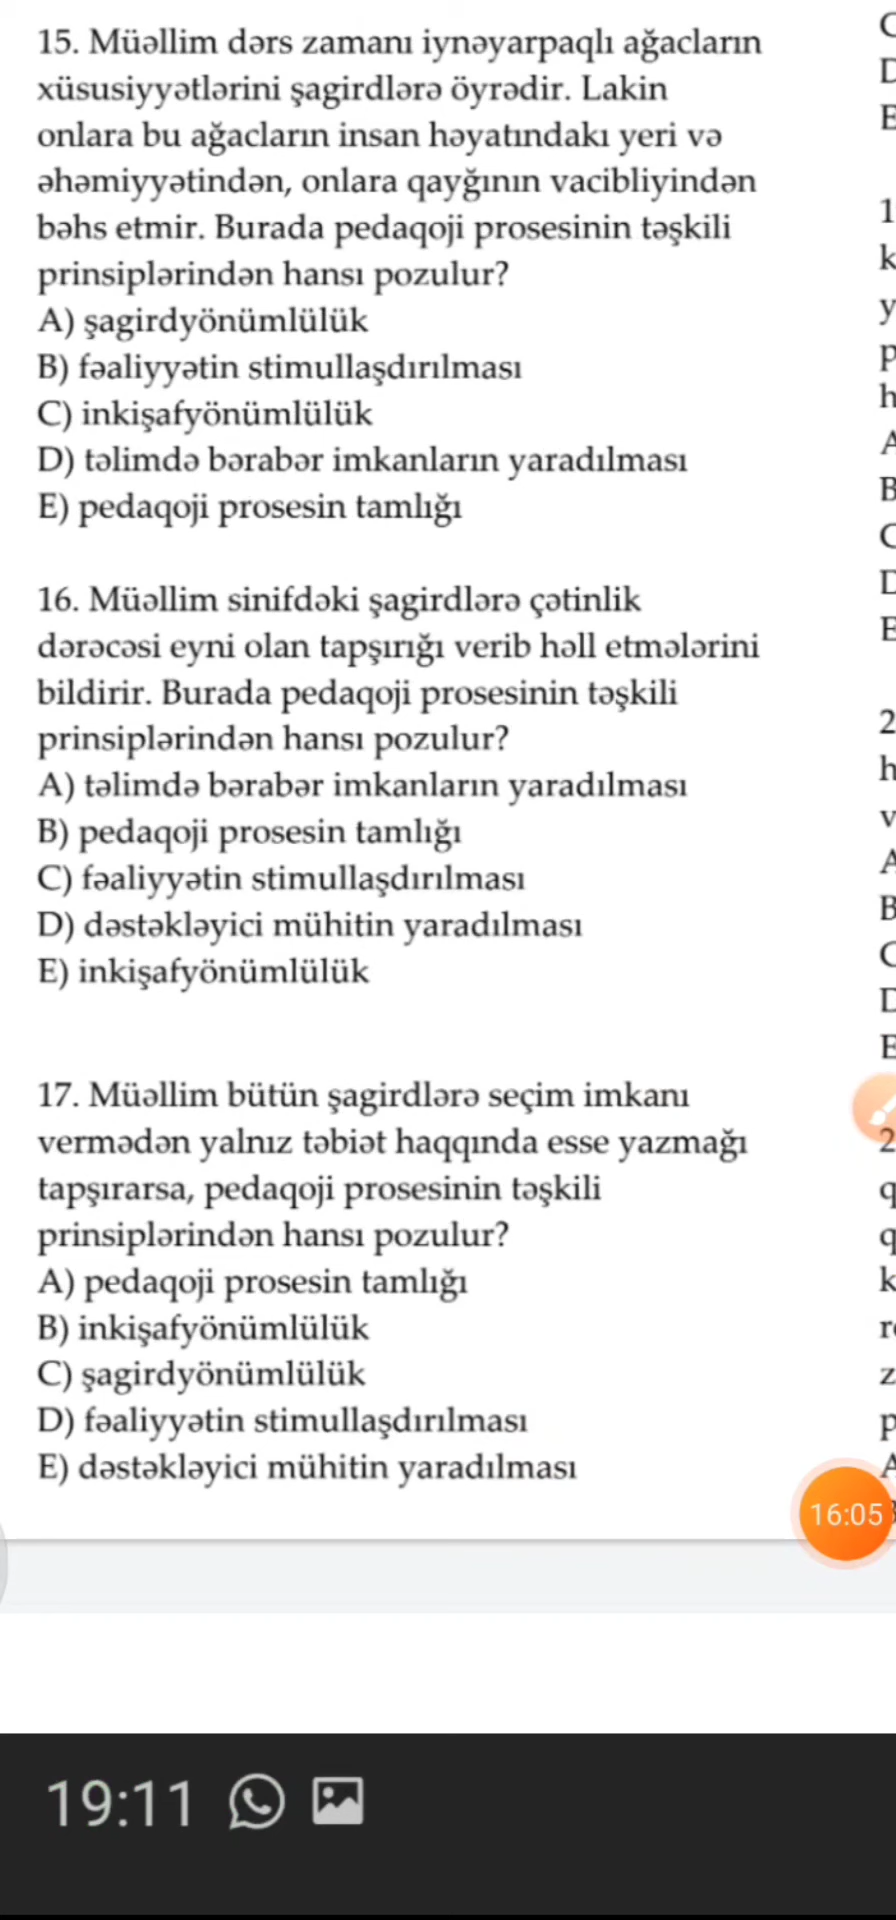 15. Müəllim dərs zamanı iynəyarpaqlı ağacların
xüsusiyyətlərini şagirdlərə öyrədir. Lakin
onlara bu ağacların insan həyatındakı yeri və
əhəmiyyətindən, onlara qayğının vacibliyindən
bəhs etmir. Burada pedaqoji prosesinin təşkili
prinsiplərindən hansı pozulur?
A) şagirdyönümlülük
B) fəaliyyətin stimullaşdırılması
C) inkişafyönümlülük
D) təlimdə bərabər imkanların yaradılması
E) pedaqoji prosesin tamlığı
16. Müəllim sinifdəki şagirdlərə çətinlik
dərəcəsi eyni olan tapşırığı verib həll etmələrini
bildirir. Burada pedaqoji prosesinin təşkili
prinsiplərindən hansı pozulur?
A) təlimdə bərabər imkanların yaradılması
B) pedaqoji prosesin tamlığı
C) fəaliyyətin stimullaşdırılması
D) dəstəkləyici mühitin yaradılması
E) inkişafyönümlülük
17. Müəllim bütün şagirdlərə seçim imkanı
vermədən yalnız təbiət haqqında esse yazmağı
tapşırarsa, pedaqoji prosesinin təşkili
prinsiplərindən hansı pozulur?
A) pedaqoji prosesin tamlığı
B) inkişafyönümlülük
C) şagirdyönümlülük
D) fəaliyyətin stimullaşdırılması
E) dəstəkləyici mühitin yaradılması
16:05
19:11